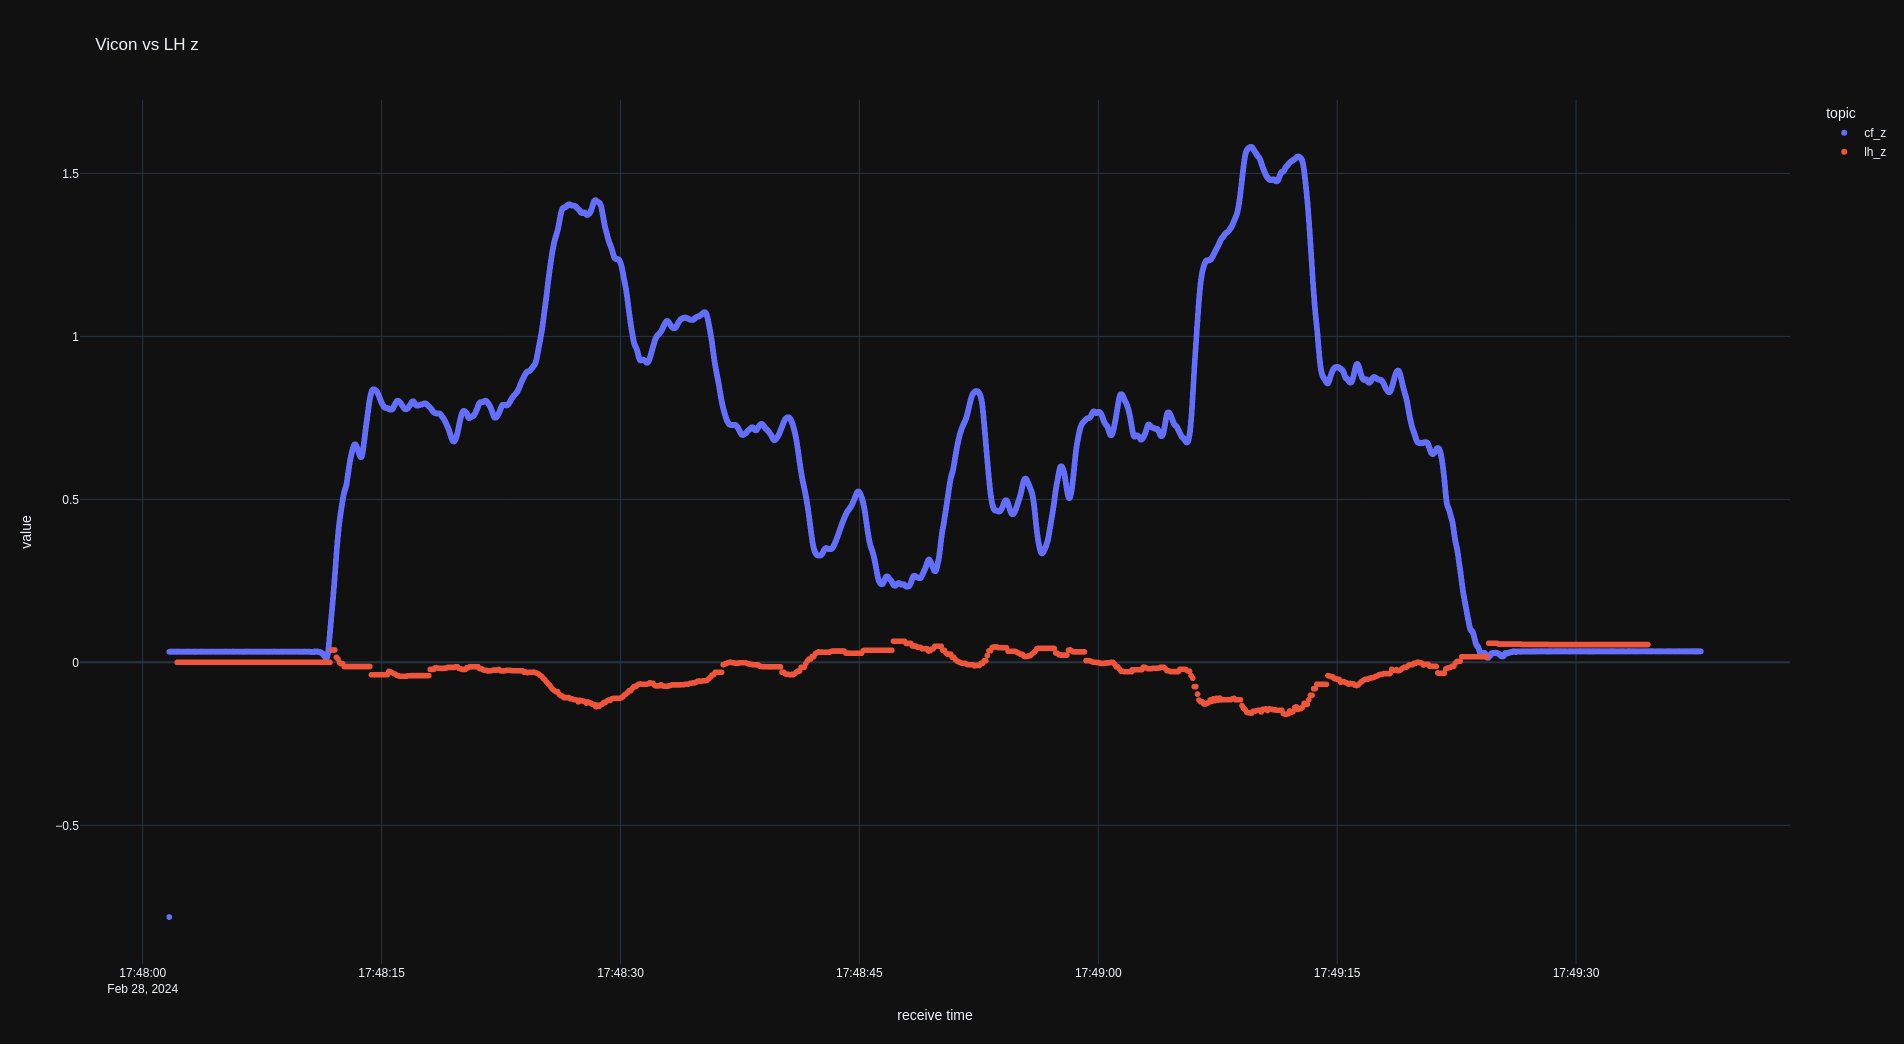 Vicon vs LH z
topic
cf_z
lh_z
1.5
1
0.5
0
−0.5
value
17:48:00
Feb 28, 2024
17:48:15
17:48:30
17:48:45
17:49:00
17:49:15
17:49:30
receive time